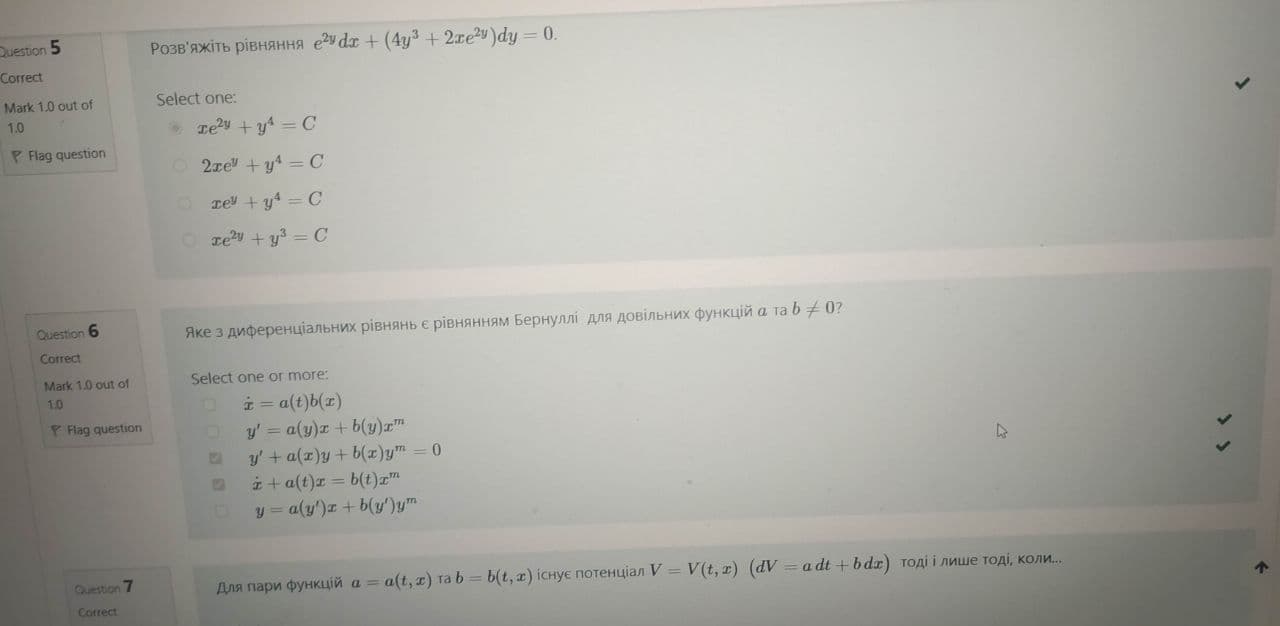 Question 5
Correct
Mark 1.0 out of
1.0
Flag question
Розв'яжіть рівняння e^{2y}dx + (4y^3 + 2xe^{2y})dy = 0.
Select one:
xe^{2y} + y^4 = C
2xe^y + y^4 = C
xe^y + y^4 = C
xe^{2y} + y^3 = C
Question 6
Correct
Mark 1.0 out of
1.0
Flag question
Яке з диференціальних рівнянь є рівнянням Бернуллі для довільних функцій a та b ≠ 0?
Select one or more:
ẋ = a(t)b(x)
y' = a(y)x + b(y)x^m
y' + a(x)y + b(x)y^m = 0
ẋ + a(t)x = b(t)x^m
y = a(y')x + b(y')y^m
Question 7
Correct
Для пари функцій a = a(t, x) та b = b(t, x) існує потенціал V = V(t, x) (dV = a dt + b dx) тоді і лише тоді, коли...